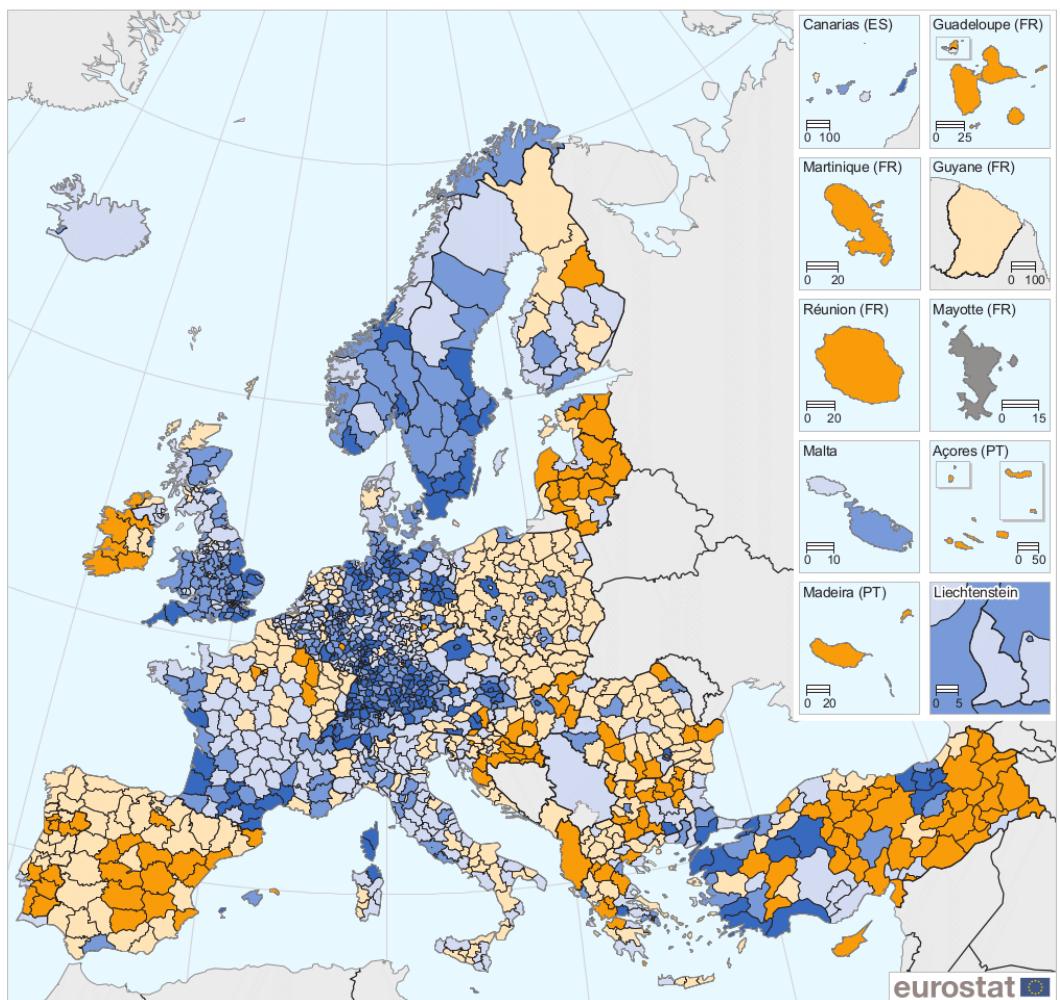 Canarias (ES)
0 100
Guadeloupe (FR)
0 25
Martinique (FR)
0 20
Guyane (FR)
0 100
Réunion (FR)
0 20
Mayotte (FR)
0 15
Malta
0 10
Açores (PT)
0 50
Madeira (PT)
0 20
Liechtenstein
0 5
eurostat